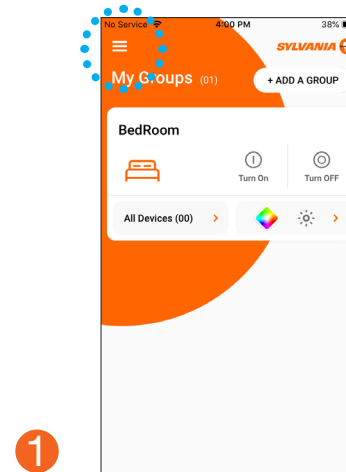 No Service 4:00 PM 38%
SYLVANIA
My Groups (01) + ADD A GROUP
BedRoom
Turn On Turn OFF
All Devices (00)
1